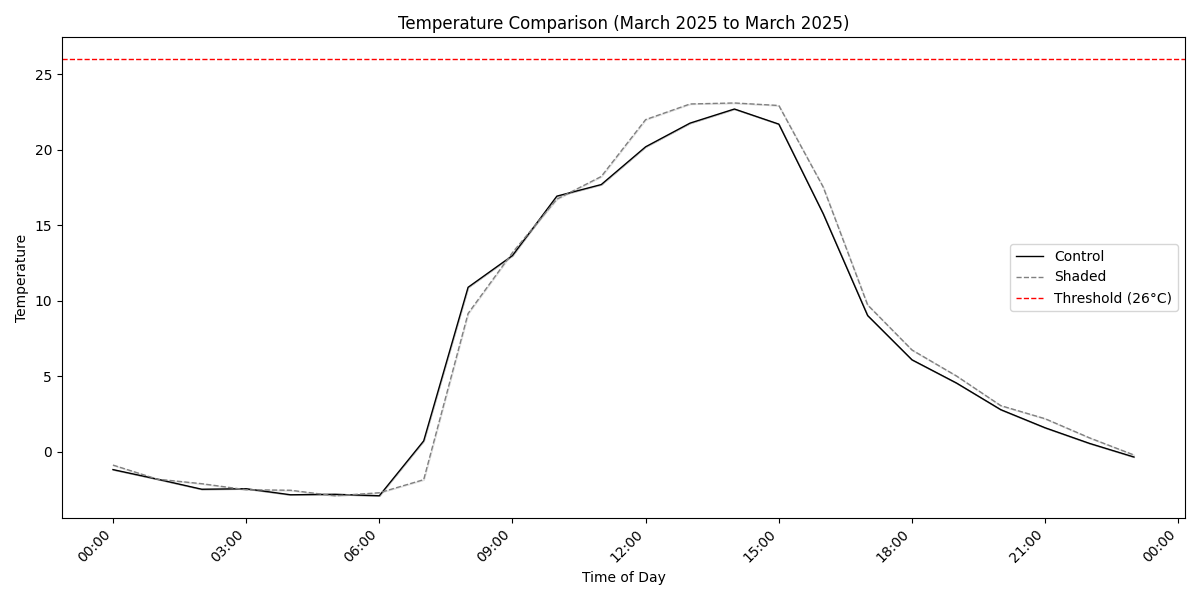 Temperature Comparison (March 2025 to March 2025)
Temperature
25
20
15
10
5
0
Control
Shaded
Threshold (26°C)
00:00
03:00
06:00
09:00
12:00
15:00
18:00
21:00
00:00
Time of Day